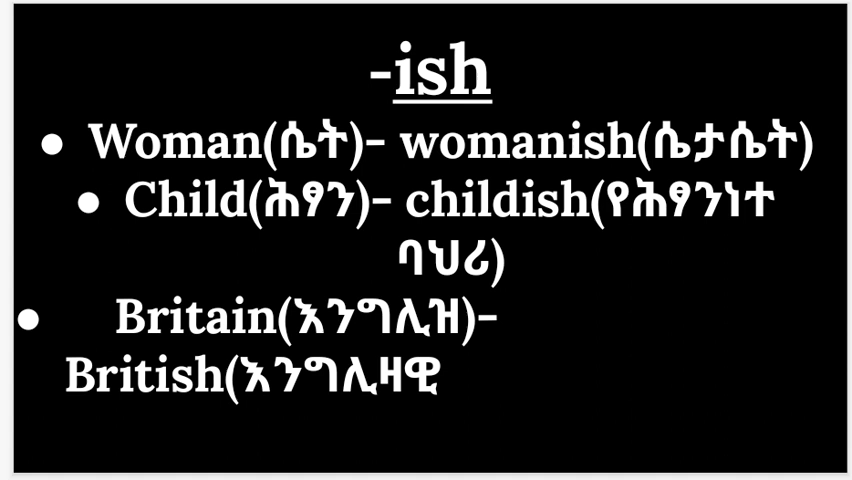 -ish
● Woman(ሴት)- womanish(ሴታሴት)
● Child(ሕፃን)- childish(የሕፃንነተ
ባህሪ)
● Britain(እንግሊዝ)-
British(እንግሊዛዊ